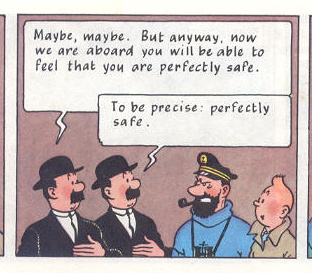 Maybe, maybe. But anyway, now
we are aboard you will be able to
feel that you are perfectly safe.
To be precise: perfectly
safe.